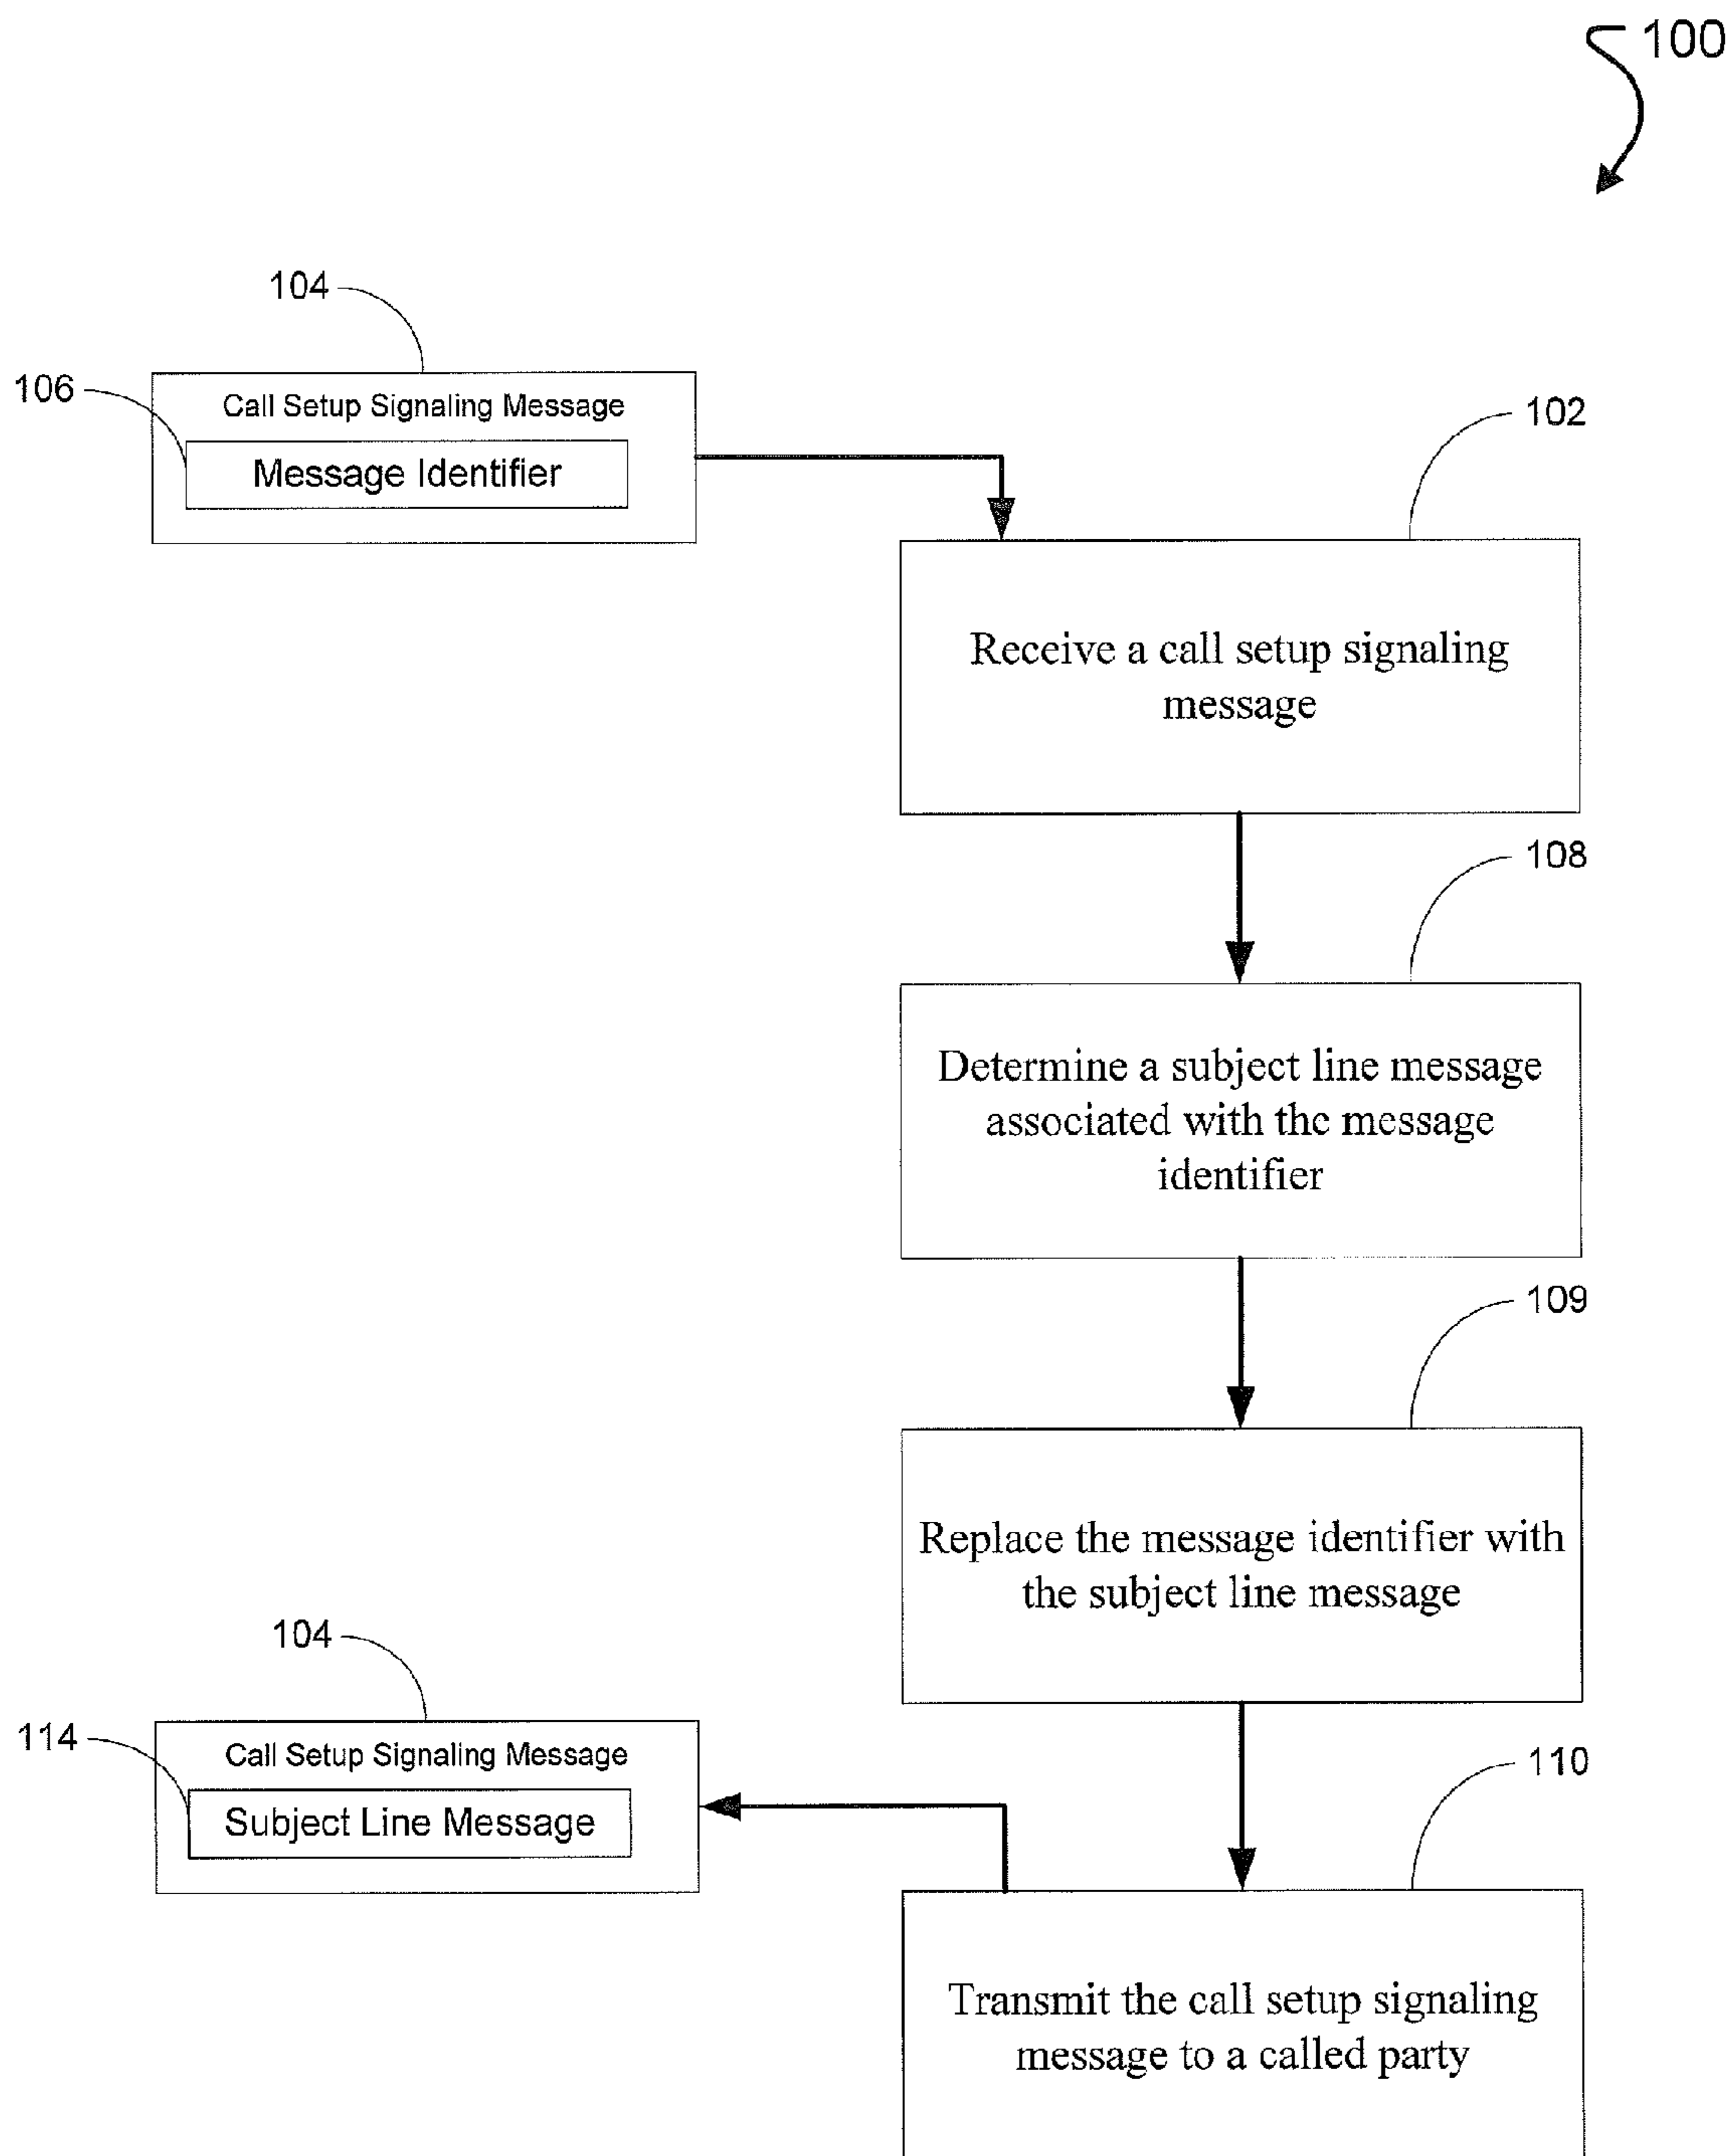 100
104
106
Call Setup Signaling Message
Message Identifier
102
Receive a call setup signaling
message
108
Determine a subject line message
associated with the message
identifier
109
Replace the message identifier with
the subject line message
104
114
Call Setup Signaling Message
Subject Line Message
110
Transmit the call setup signaling
message to a called party